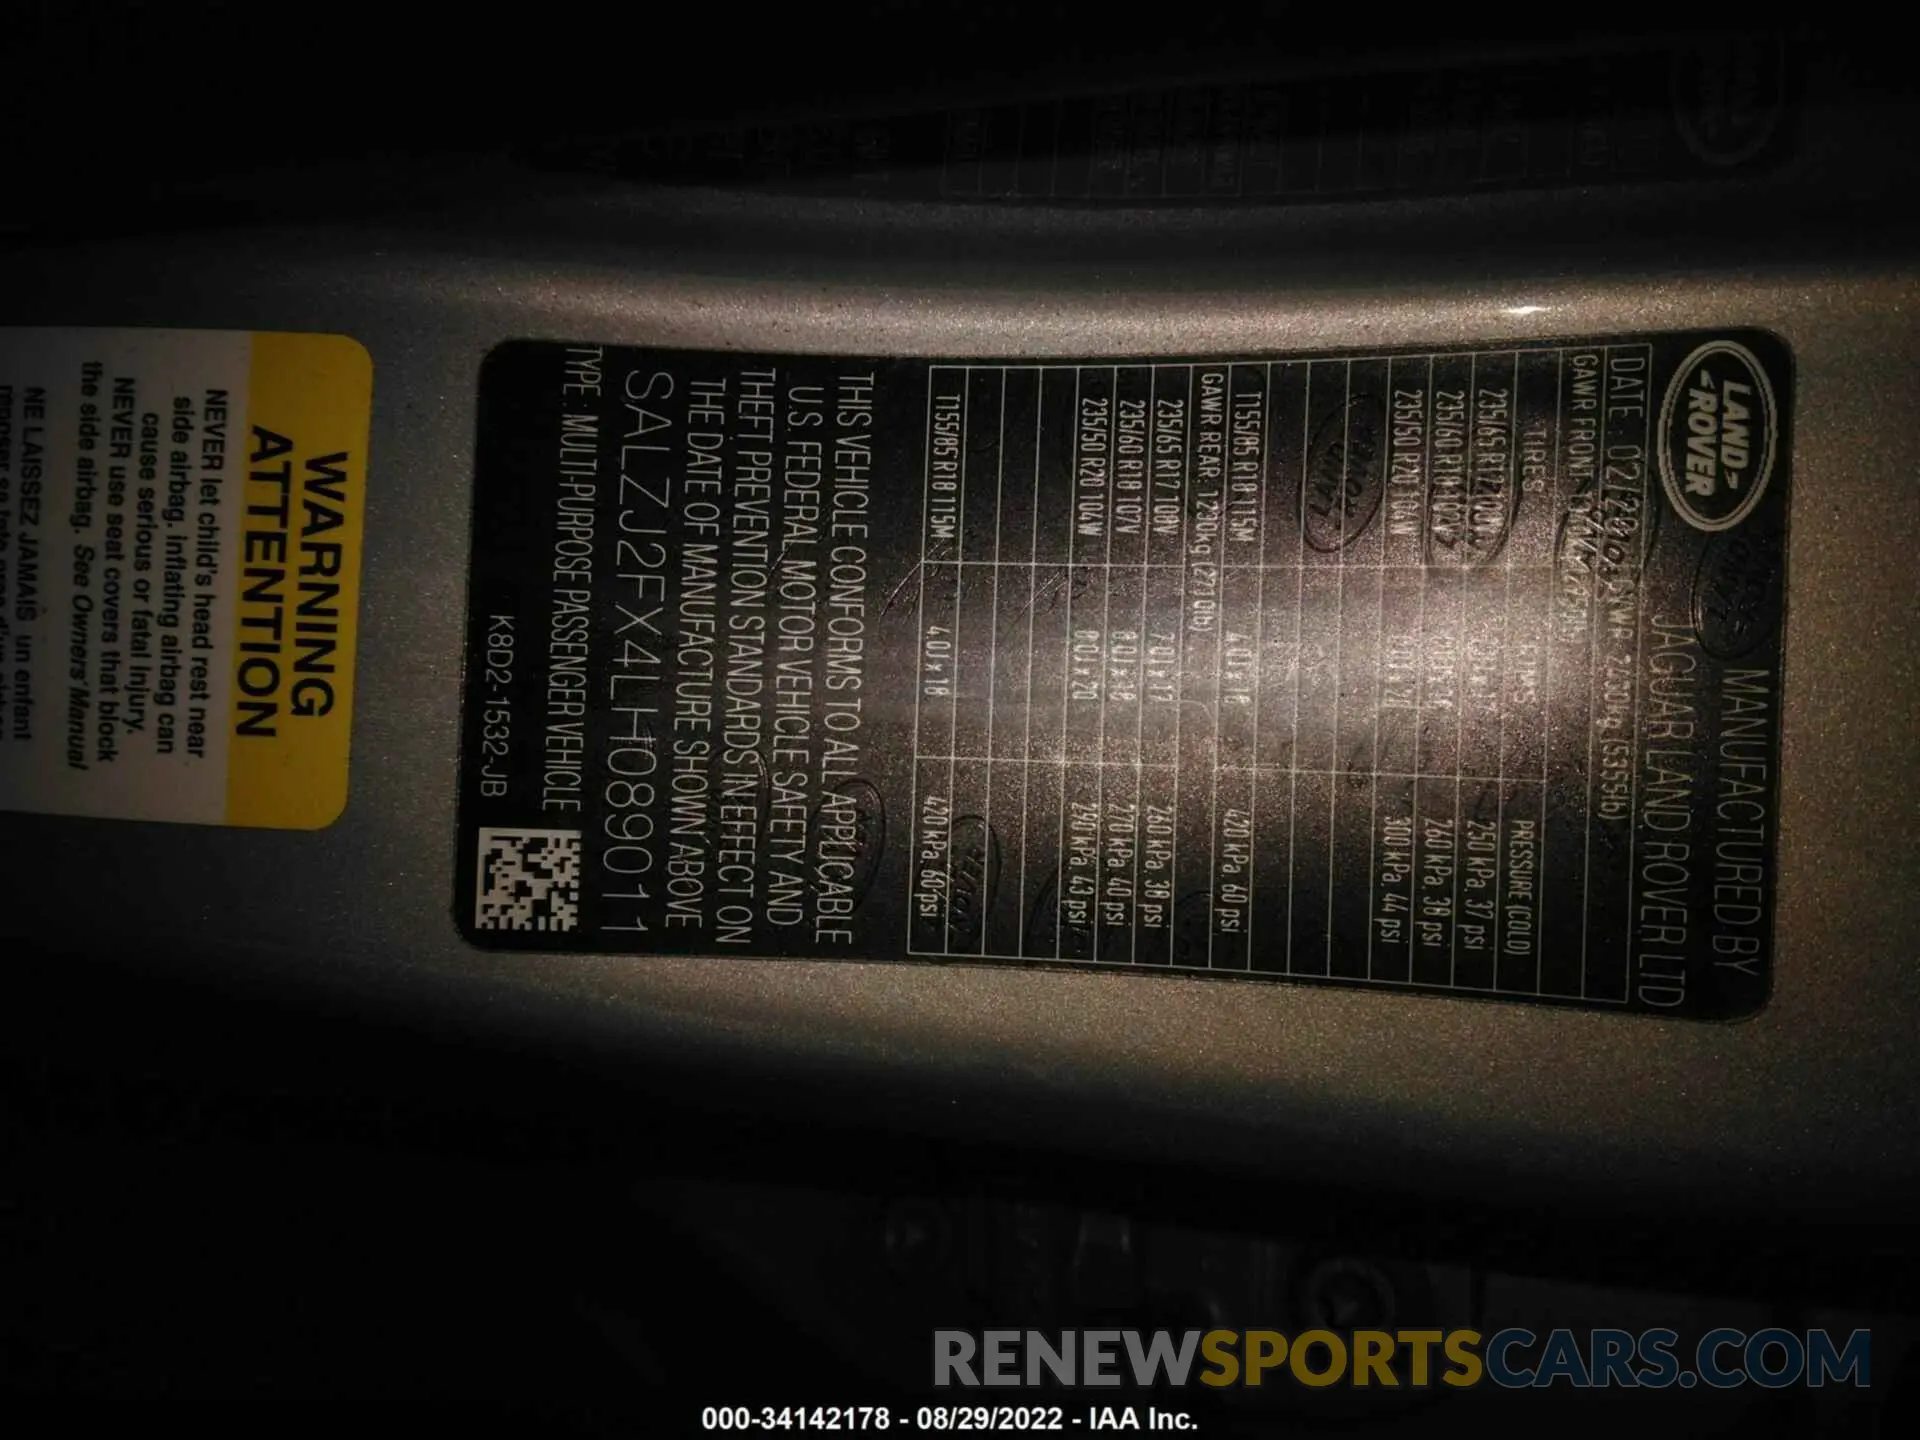 LAND ROVER
MANUFACTURED BY
JAGUAR LAND ROVER LTD
DATE :
(5355lb)
GAWR FRONT
TIRES
PRESSURE (COLD)
235/65 R17
250 kPa, 37 psi
235/60 R18
260 kPa, 38 psi
235/50 R20 104W
300 kPa, 44 psi
T155/85 R18 115M 4.0J x 18 420 kPa, 60 psi
GAWR REAR: 1230kg (2710lb)
235/65 R17 108V 7.0J x 17 260 kPa, 38 psi
235/60 R18 107V 8.0J x 18 270 kPa, 40 psi
235/50 R20 104W 8.0J x 20 290 kPa, 43 psi
T155/85 R18 115M 4.0J x 18 420 kPa, 60 psi
THIS VEHICLE CONFORMS TO ALL APPLICABLE
U.S. FEDERAL MOTOR VEHICLE SAFETY AND
THEFT PREVENTION STANDARDS IN EFFECT ON
THE DATE OF MANUFACTURE SHOWN ABOVE
SALZJ2FX4LH089011
TYPE : MULTI-PURPOSE PASSENGER VEHICLE
K8D2-1532-JB
WARNING
ATTENTION
NEVER let child's head rest near
side airbag, inflating airbag can
cause serious or fatal injury.
NEVER use seat covers that block
the side airbag. See Owners' Manual
NE LAISSEZ JAMAIS un enfant
RENEWSPORTSCARS.COM
000-34142178 - 08/29/2022 - IAA Inc.